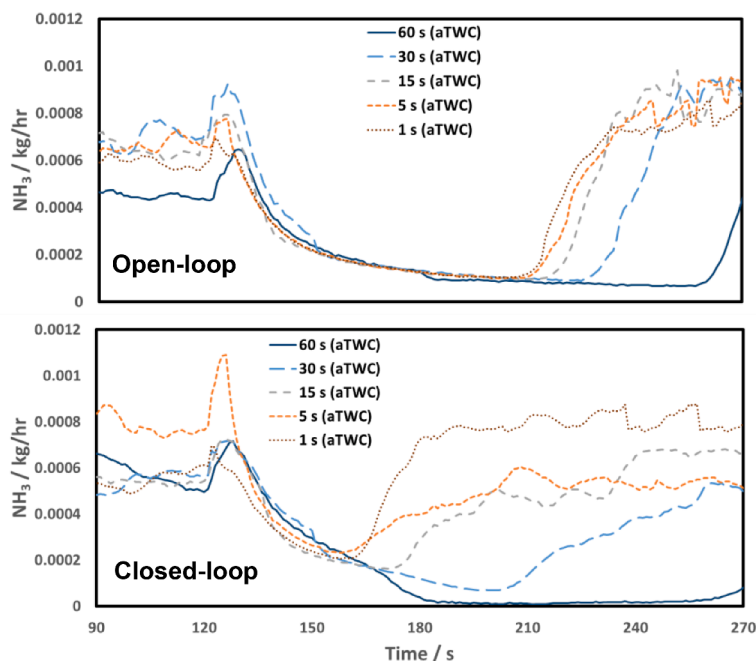 0.0012
0.001
0.0008
0.0006
0.0004
0.0002
0
NH3 / kg/hr
60 s (aTWC)
30 s (aTWC)
15 s (aTWC)
5 s (aTWC)
1 s (aTWC)
Open-loop
0.0012
0.001
0.0008
0.0006
0.0004
0.0002
0
NH3 / kg/hr
60 s (aTWC)
30 s (aTWC)
15 s (aTWC)
5 s (aTWC)
1 s (aTWC)
Closed-loop
90 120 150 180 210 240 270
Time / s